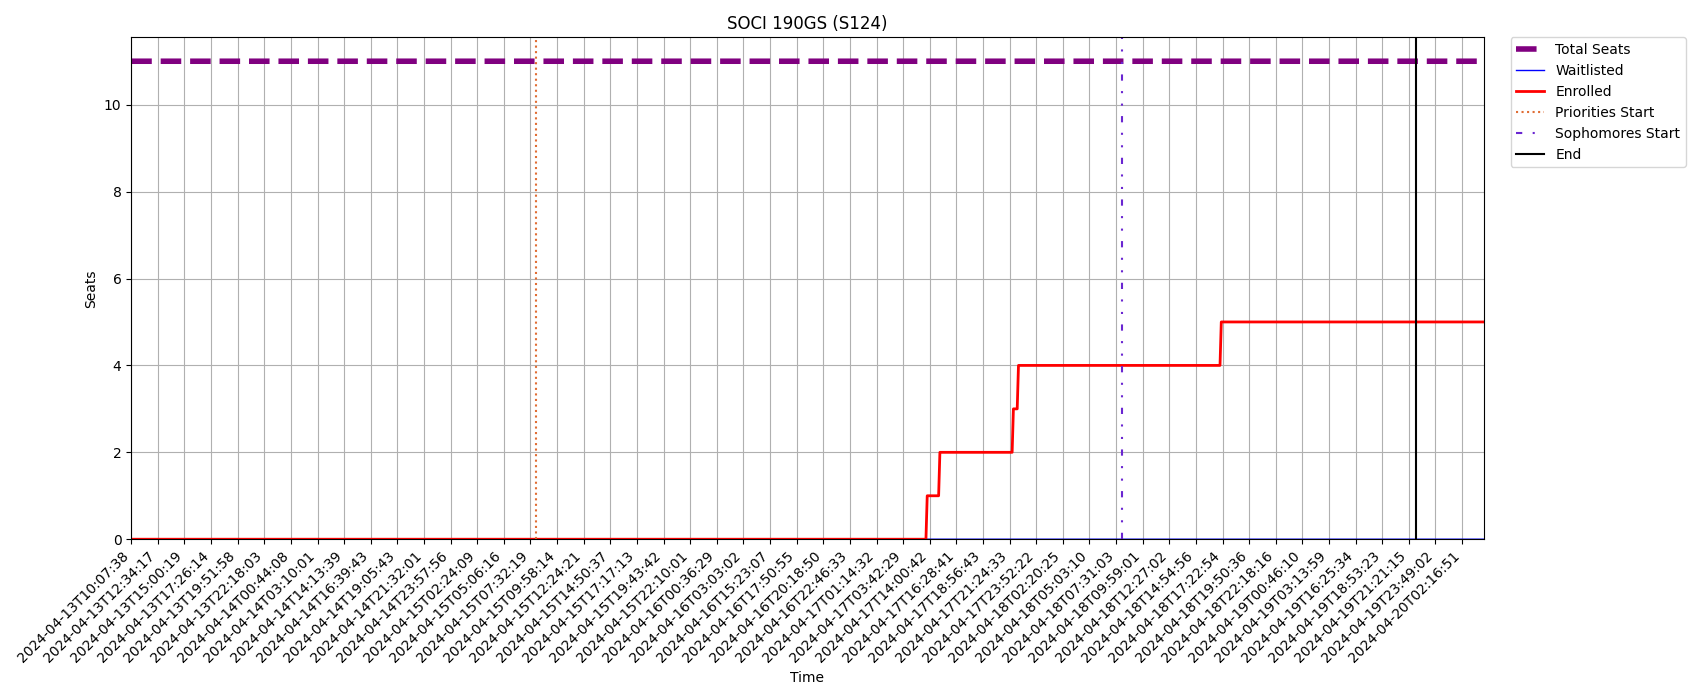 SOCI 190GS (S124)
Total Seats
Waitlisted
Enrolled
Priorities Start
Sophomores Start
End
Seats
10
8
6
4
2
0
2024-04-13T10:07:38
2024-04-13T12:34:17
2024-04-13T15:00:19
2024-04-13T17:26:14
2024-04-13T19:51:58
2024-04-13T22:18:03
2024-04-14T00:44:08
2024-04-14T03:10:01
2024-04-14T14:13:39
2024-04-14T16:39:43
2024-04-14T19:05:43
2024-04-14T21:32:01
2024-04-14T23:57:56
2024-04-15T02:24:09
2024-04-15T05:06:16
2024-04-15T07:32:19
2024-04-15T09:58:14
2024-04-15T12:24:21
2024-04-15T14:50:37
2024-04-15T17:17:13
2024-04-15T19:43:42
2024-04-15T22:10:01
2024-04-16T00:36:29
2024-04-16T03:03:02
2024-04-16T15:23:07
2024-04-16T17:50:55
2024-04-16T20:18:50
2024-04-16T22:46:33
2024-04-17T01:14:32
2024-04-17T03:42:29
2024-04-17T14:00:42
2024-04-17T16:28:41
2024-04-17T18:56:43
2024-04-17T21:24:33
2024-04-17T23:52:22
2024-04-18T02:20:25
2024-04-18T05:03:10
2024-04-18T07:31:03
2024-04-18T09:59:01
2024-04-18T12:27:02
2024-04-18T14:54:56
2024-04-18T17:22:54
2024-04-18T19:50:36
2024-04-18T22:18:16
2024-04-19T00:46:10
2024-04-19T03:13:59
2024-04-19T16:25:34
2024-04-19T18:53:23
2024-04-19T21:21:15
2024-04-19T23:49:02
2024-04-20T02:16:51
Time